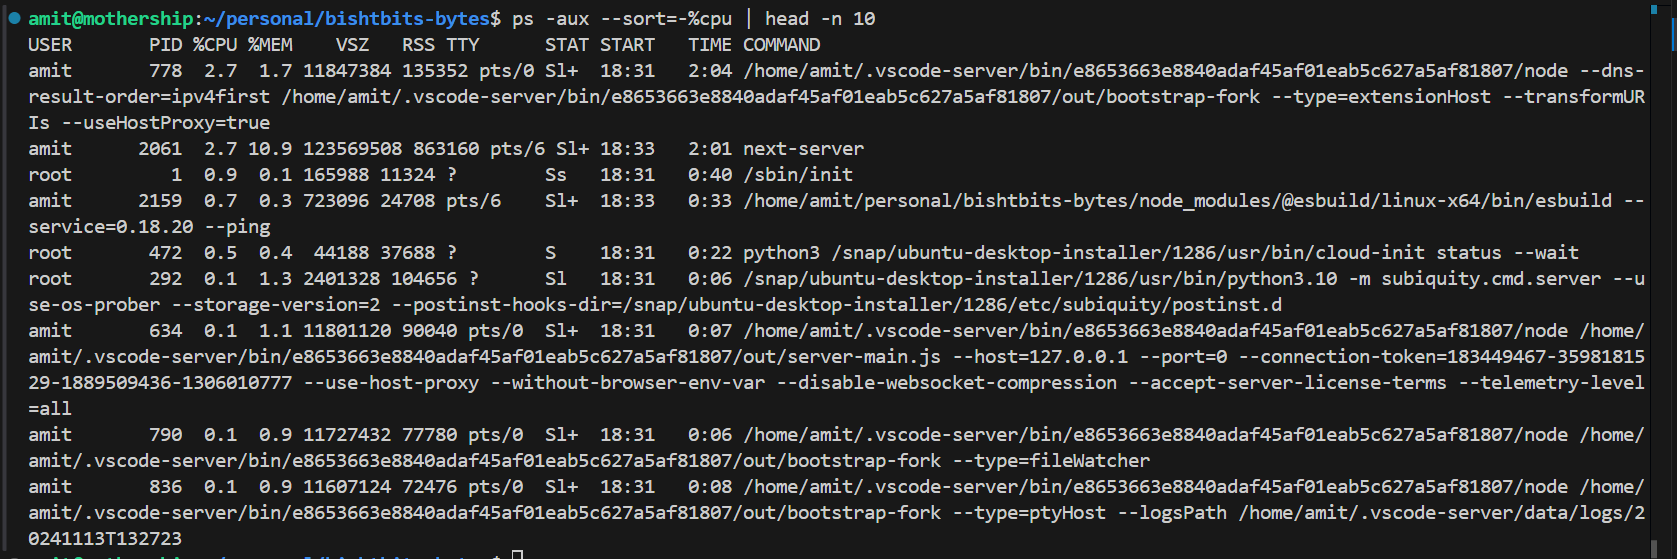 amit@mothership:~/personal/bishtbits-bytes$ ps -aux --sort=-%cpu | head -n 10
USER       PID %CPU %MEM    VSZ   RSS TTY      STAT START   TIME COMMAND
amit       778  2.7  1.7 11847384 135352 pts/0 Sl+  18:31   2:04 /home/amit/.vscode-server/bin/e8653663e8840adaf45af01eab5c627a5af81807/node --dns-
result-order=ipv4first /home/amit/.vscode-server/bin/e8653663e8840adaf45af01eab5c627a5af81807/out/bootstrap-fork --type=extensionHost --transformUR
Is --useHostProxy=true
amit      2061  2.7 10.9 123569508 863160 pts/6 Sl+ 18:33   2:01 next-server
root         1  0.9  0.1 165988 11324 ?        Ss   18:31   0:40 /sbin/init
amit      2159  0.7  0.3 723096 24708 pts/6    Sl+  18:33   0:33 /home/amit/personal/bishtbits-bytes/node_modules/@esbuild/linux-x64/bin/esbuild --
service=0.18.20 --ping
root       472  0.5  0.4  44188 37688 ?        S    18:31   0:22 python3 /snap/ubuntu-desktop-installer/1286/usr/bin/cloud-init status --wait
root       292  0.1  1.3 2401328 104656 ?      Sl   18:31   0:06 /snap/ubuntu-desktop-installer/1286/usr/bin/python3.10 -m subiquity.cmd.server --u
se-os-prober --storage-version=2 --postinst-hooks-dir=/snap/ubuntu-desktop-installer/1286/etc/subiquity/postinst.d
amit       634  0.1  1.1 11801120 90040 pts/0  Sl+  18:31   0:07 /home/amit/.vscode-server/bin/e8653663e8840adaf45af01eab5c627a5af81807/node /home/
amit/.vscode-server/bin/e8653663e8840adaf45af01eab5c627a5af81807/out/server-main.js --host=127.0.0.1 --port=0 --connection-token=183449467-35981815
29-1889509436-1306010777 --use-host-proxy --without-browser-env-var --disable-websocket-compression --accept-server-license-terms --telemetry-level
=all
amit       790  0.1  0.9 11727432 77780 pts/0  Sl+  18:31   0:06 /home/amit/.vscode-server/bin/e8653663e8840adaf45af01eab5c627a5af81807/node /home/
amit/.vscode-server/bin/e8653663e8840adaf45af01eab5c627a5af81807/out/bootstrap-fork --type=fileWatcher
amit       836  0.1  0.9 11607124 72476 pts/0  Sl+  18:31   0:08 /home/amit/.vscode-server/bin/e8653663e8840adaf45af01eab5c627a5af81807/node /home/
amit/.vscode-server/bin/e8653663e8840adaf45af01eab5c627a5af81807/out/bootstrap-fork --type=ptyHost --logsPath /home/amit/.vscode-server/data/logs/2
0241113T132723
amit@mothership:~/personal/bishtbits-bytes$